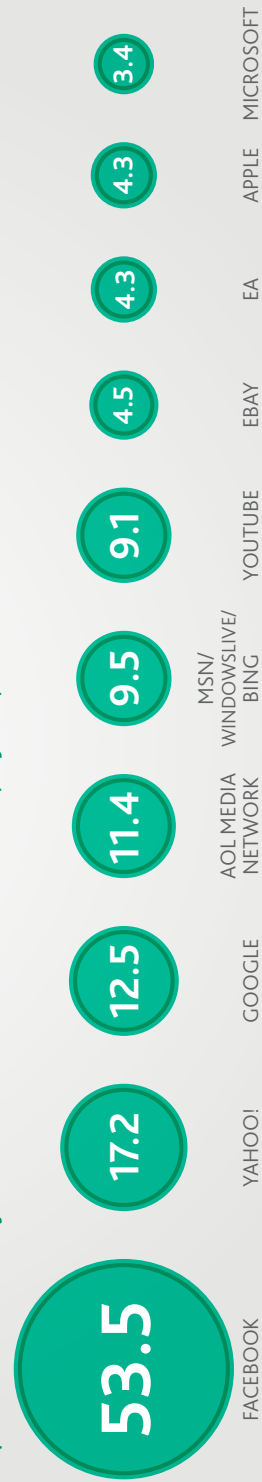 53.5
17.2
12.5
11.4
9.5
9.1
4.5
4.3
4.3
3.4
FACEBOOK
YAHOO!
GOOGLE
AOL MEDIA
NETWORK
MSN/
WINDOWSLIVE/
BING
YOUTUBE
EBAY
EA
APPLE
MICROSOFT